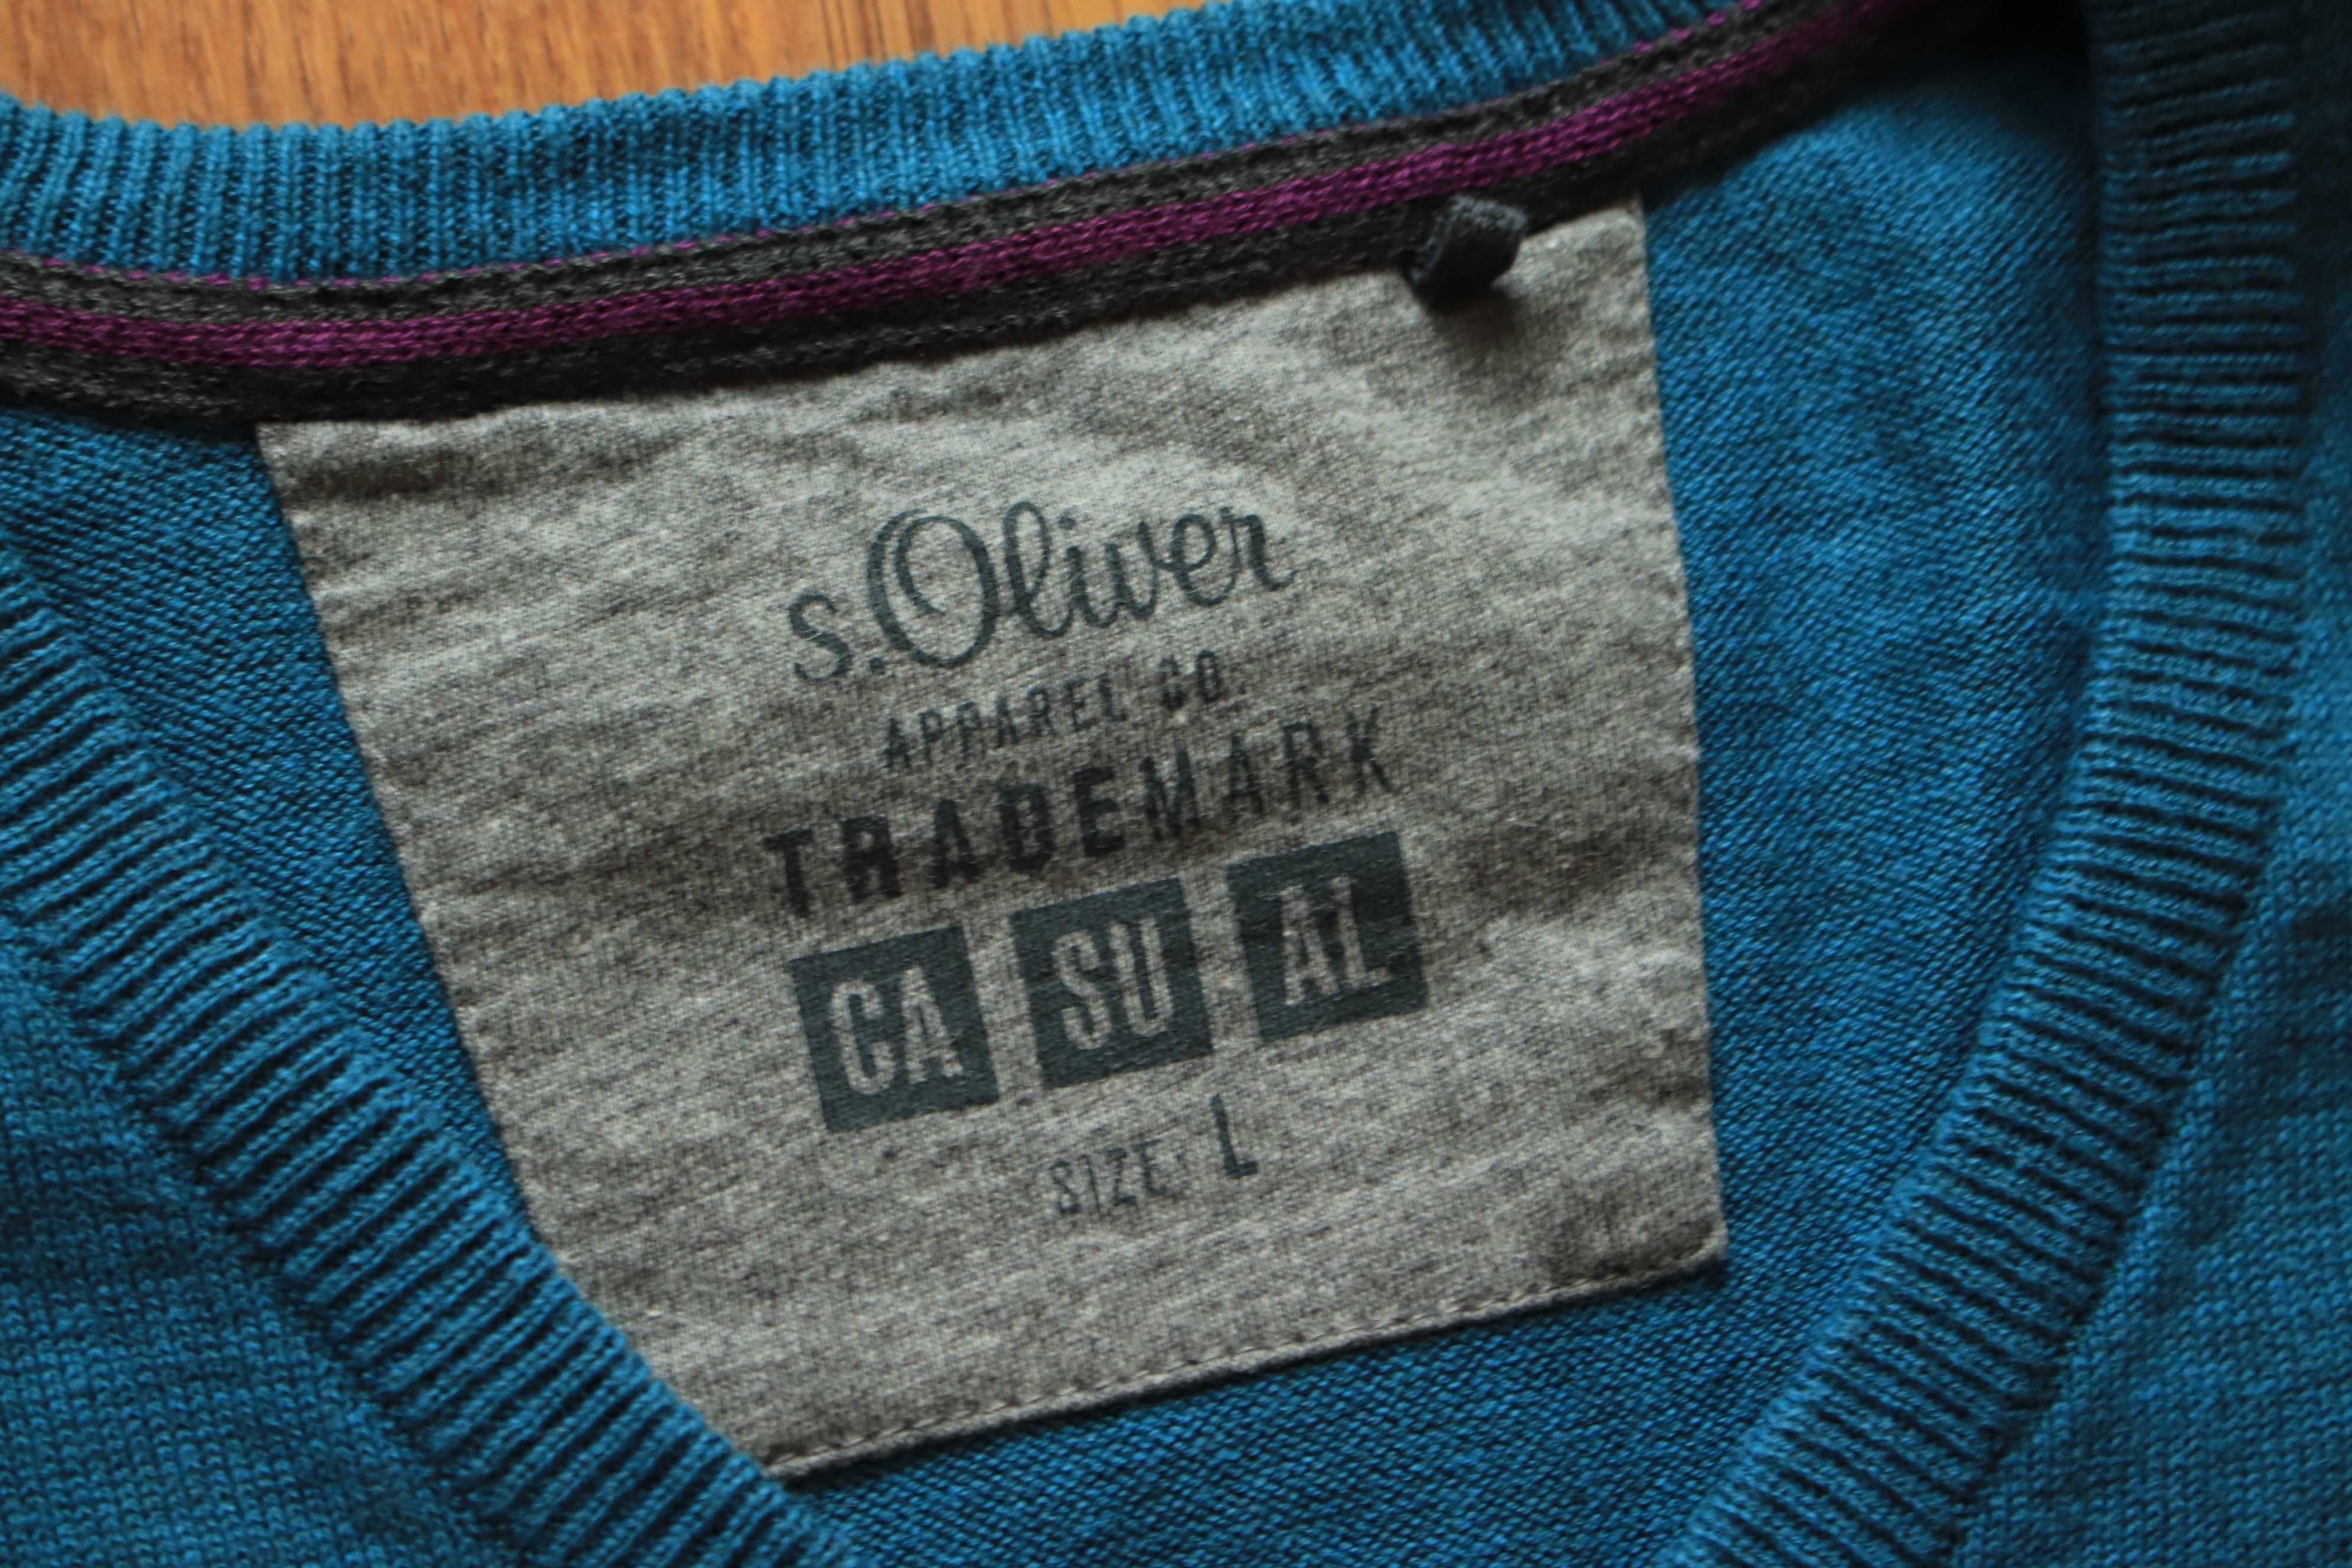 s.Oliver
APPAREL CO.
TRADEMARK
CA SU AL
SIZE: L